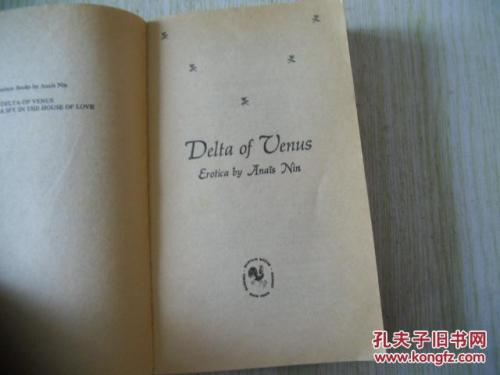 Books by Anaïs Nin
DELTA OF VENUS
A SPY IN THE HOUSE OF LOVE
Delta of Venus
Erotica by Anaïs Nin
孔夫子旧书网
www.kongfz.com